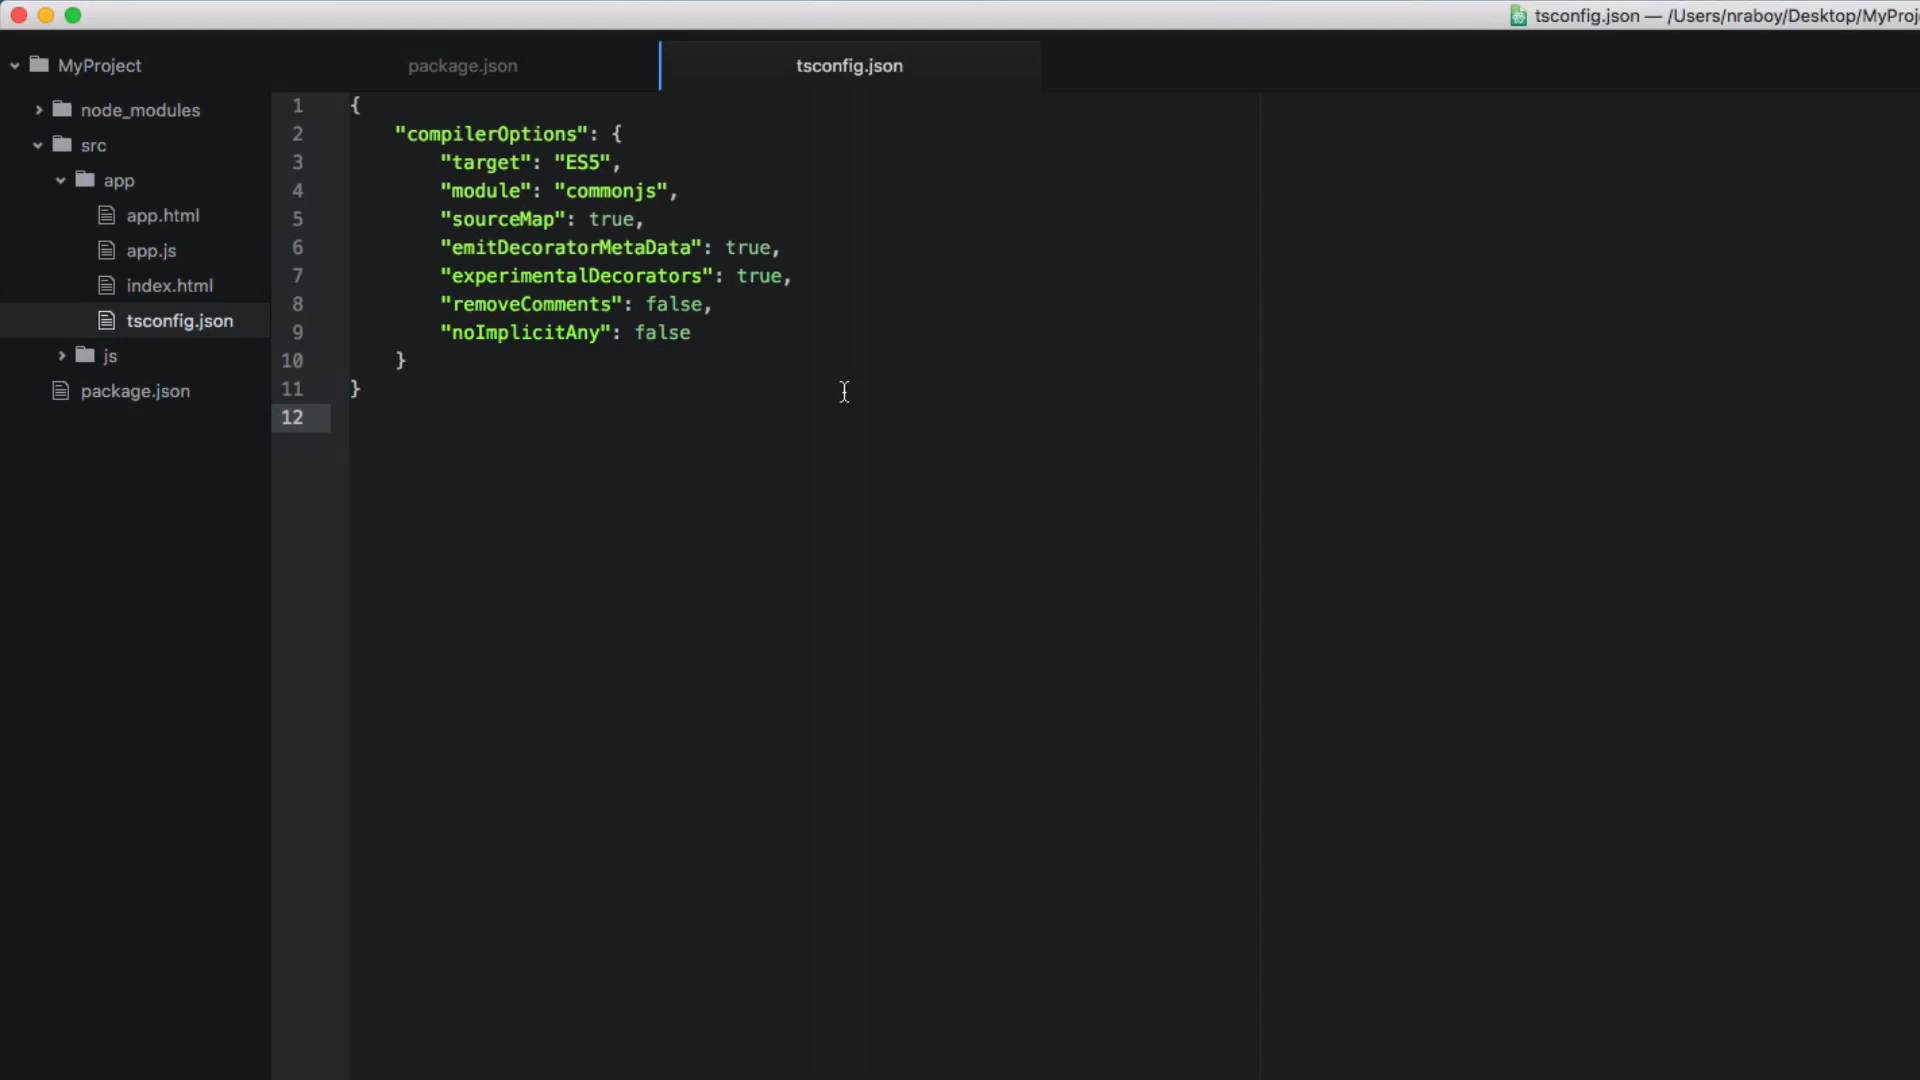 tsconfig.json — /Users/nraboy/Desktop/MyProj
MyProject
node_modules
src
app
app.html
app.js
index.html
tsconfig.json
js
package.json
package.json
tsconfig.json
1 {
2 "compilerOptions": {
3 "target": "ES5",
4 "module": "commonjs",
5 "sourceMap": true,
6 "emitDecoratorMetaData": true,
7 "experimentalDecorators": true,
8 "removeComments": false,
9 "noImplicitAny": false
10 }
11 }
12